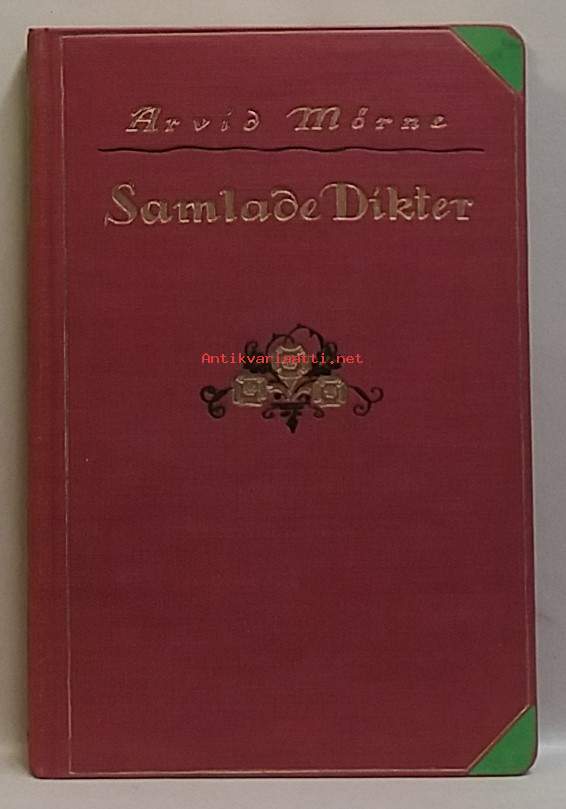 Arvid Mörne
Samlade Dikter
Antikvariaatti.net